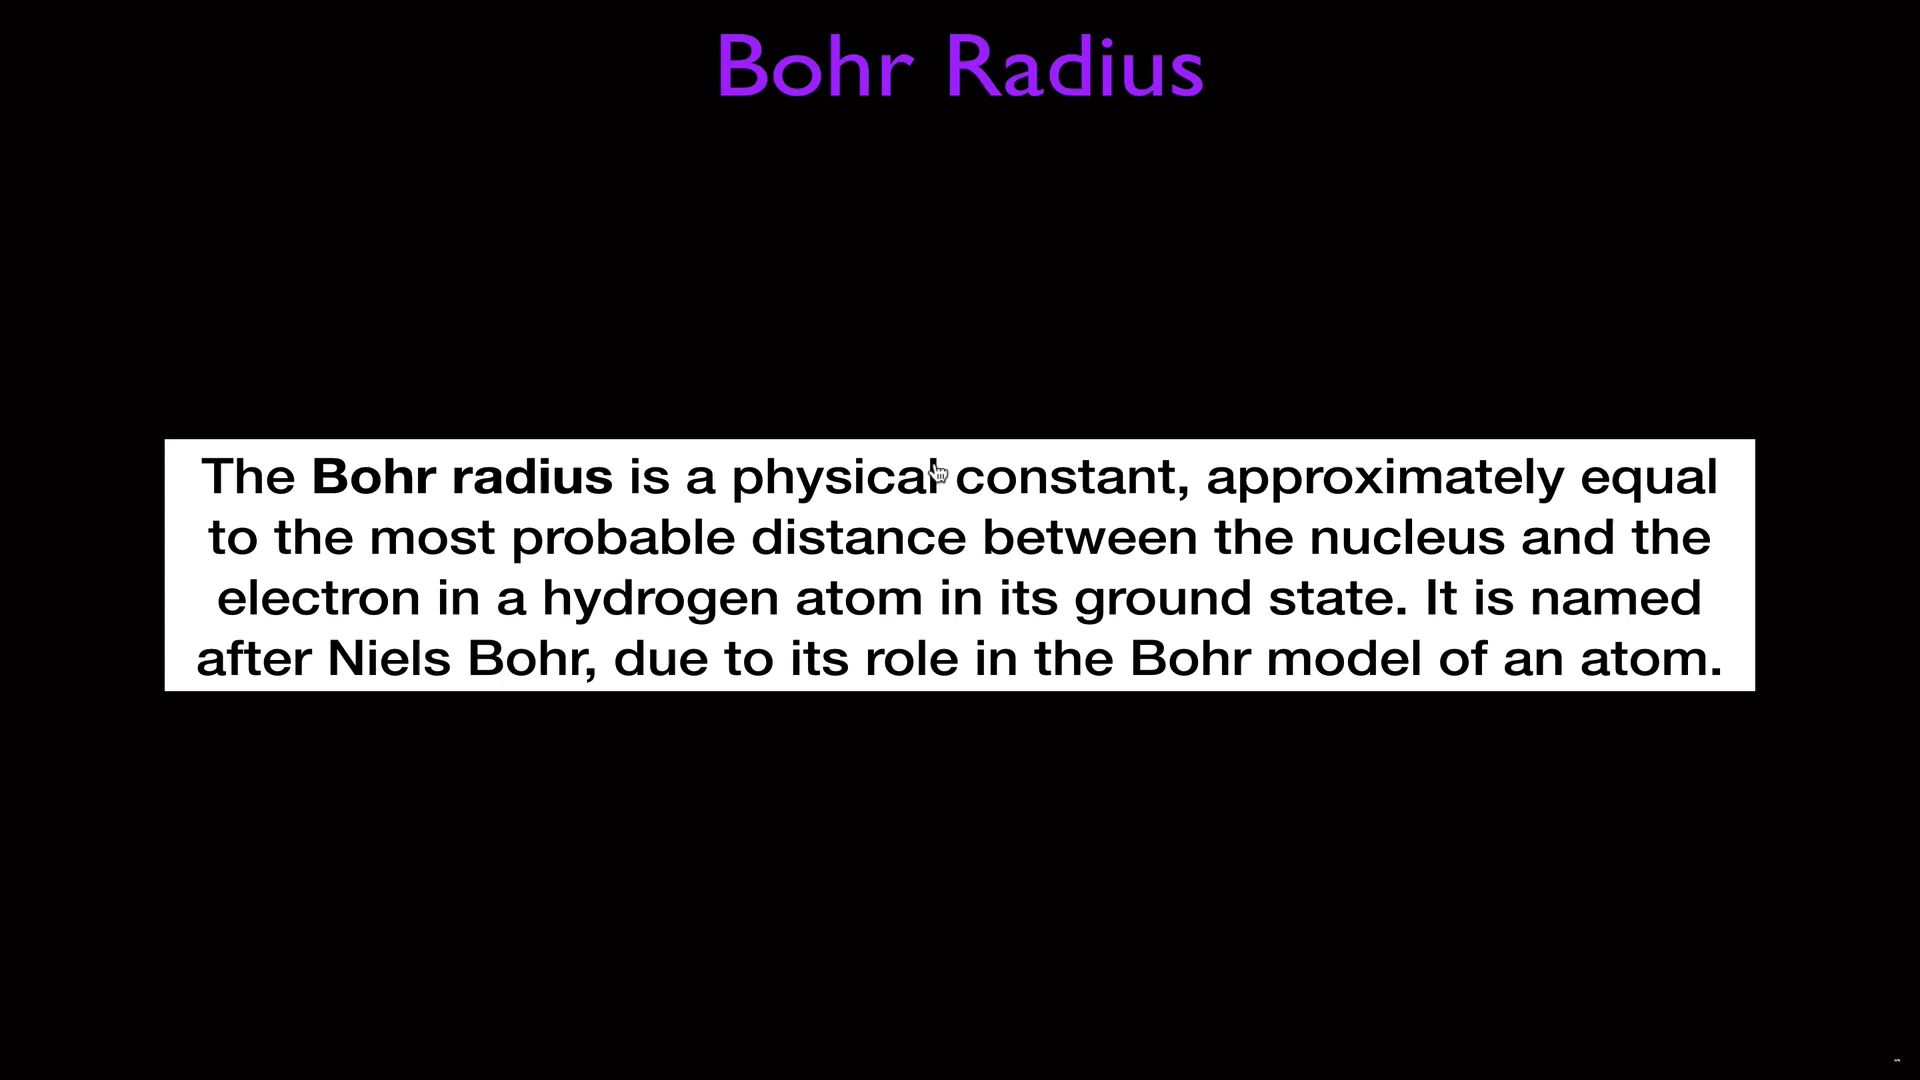 Bohr Radius
The Bohr radius is a physical constant, approximately equal
to the most probable distance between the nucleus and the
electron in a hydrogen atom in its ground state. It is named
after Niels Bohr, due to its role in the Bohr model of an atom.